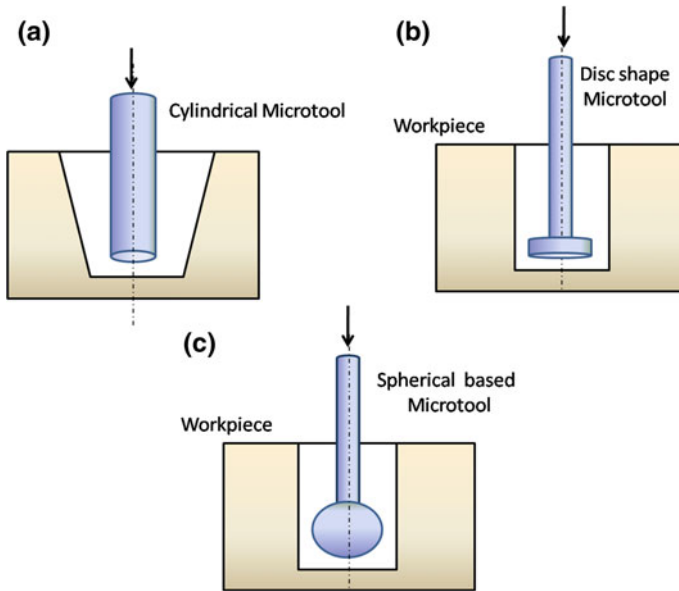 (a)
Cylindrical Microtool
(b)
Disc shape
Microtool
Workpiece
(c)
Spherical based
Microtool
Workpiece